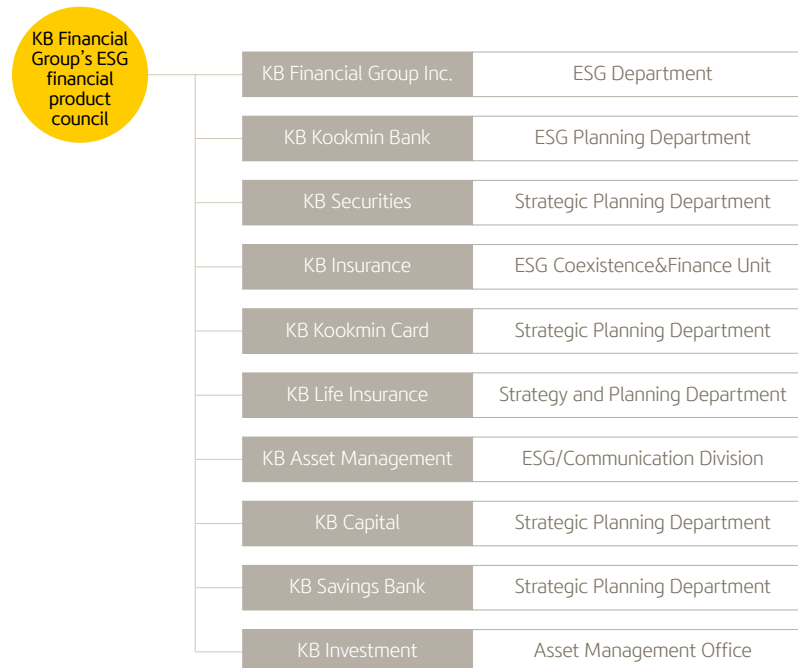 KB Financial
Group's ESG
financial
product
council
KB Financial Group Inc. ESG Department
KB Kookmin Bank ESG Planning Department
KB Securities Strategic Planning Department
KB Insurance ESG Coexistence&Finance Unit
KB Kookmin Card Strategic Planning Department
KB Life Insurance Strategy and Planning Department
KB Asset Management ESG/Communication Division
KB Capital Strategic Planning Department
KB Savings Bank Strategic Planning Department
KB Investment Asset Management Office